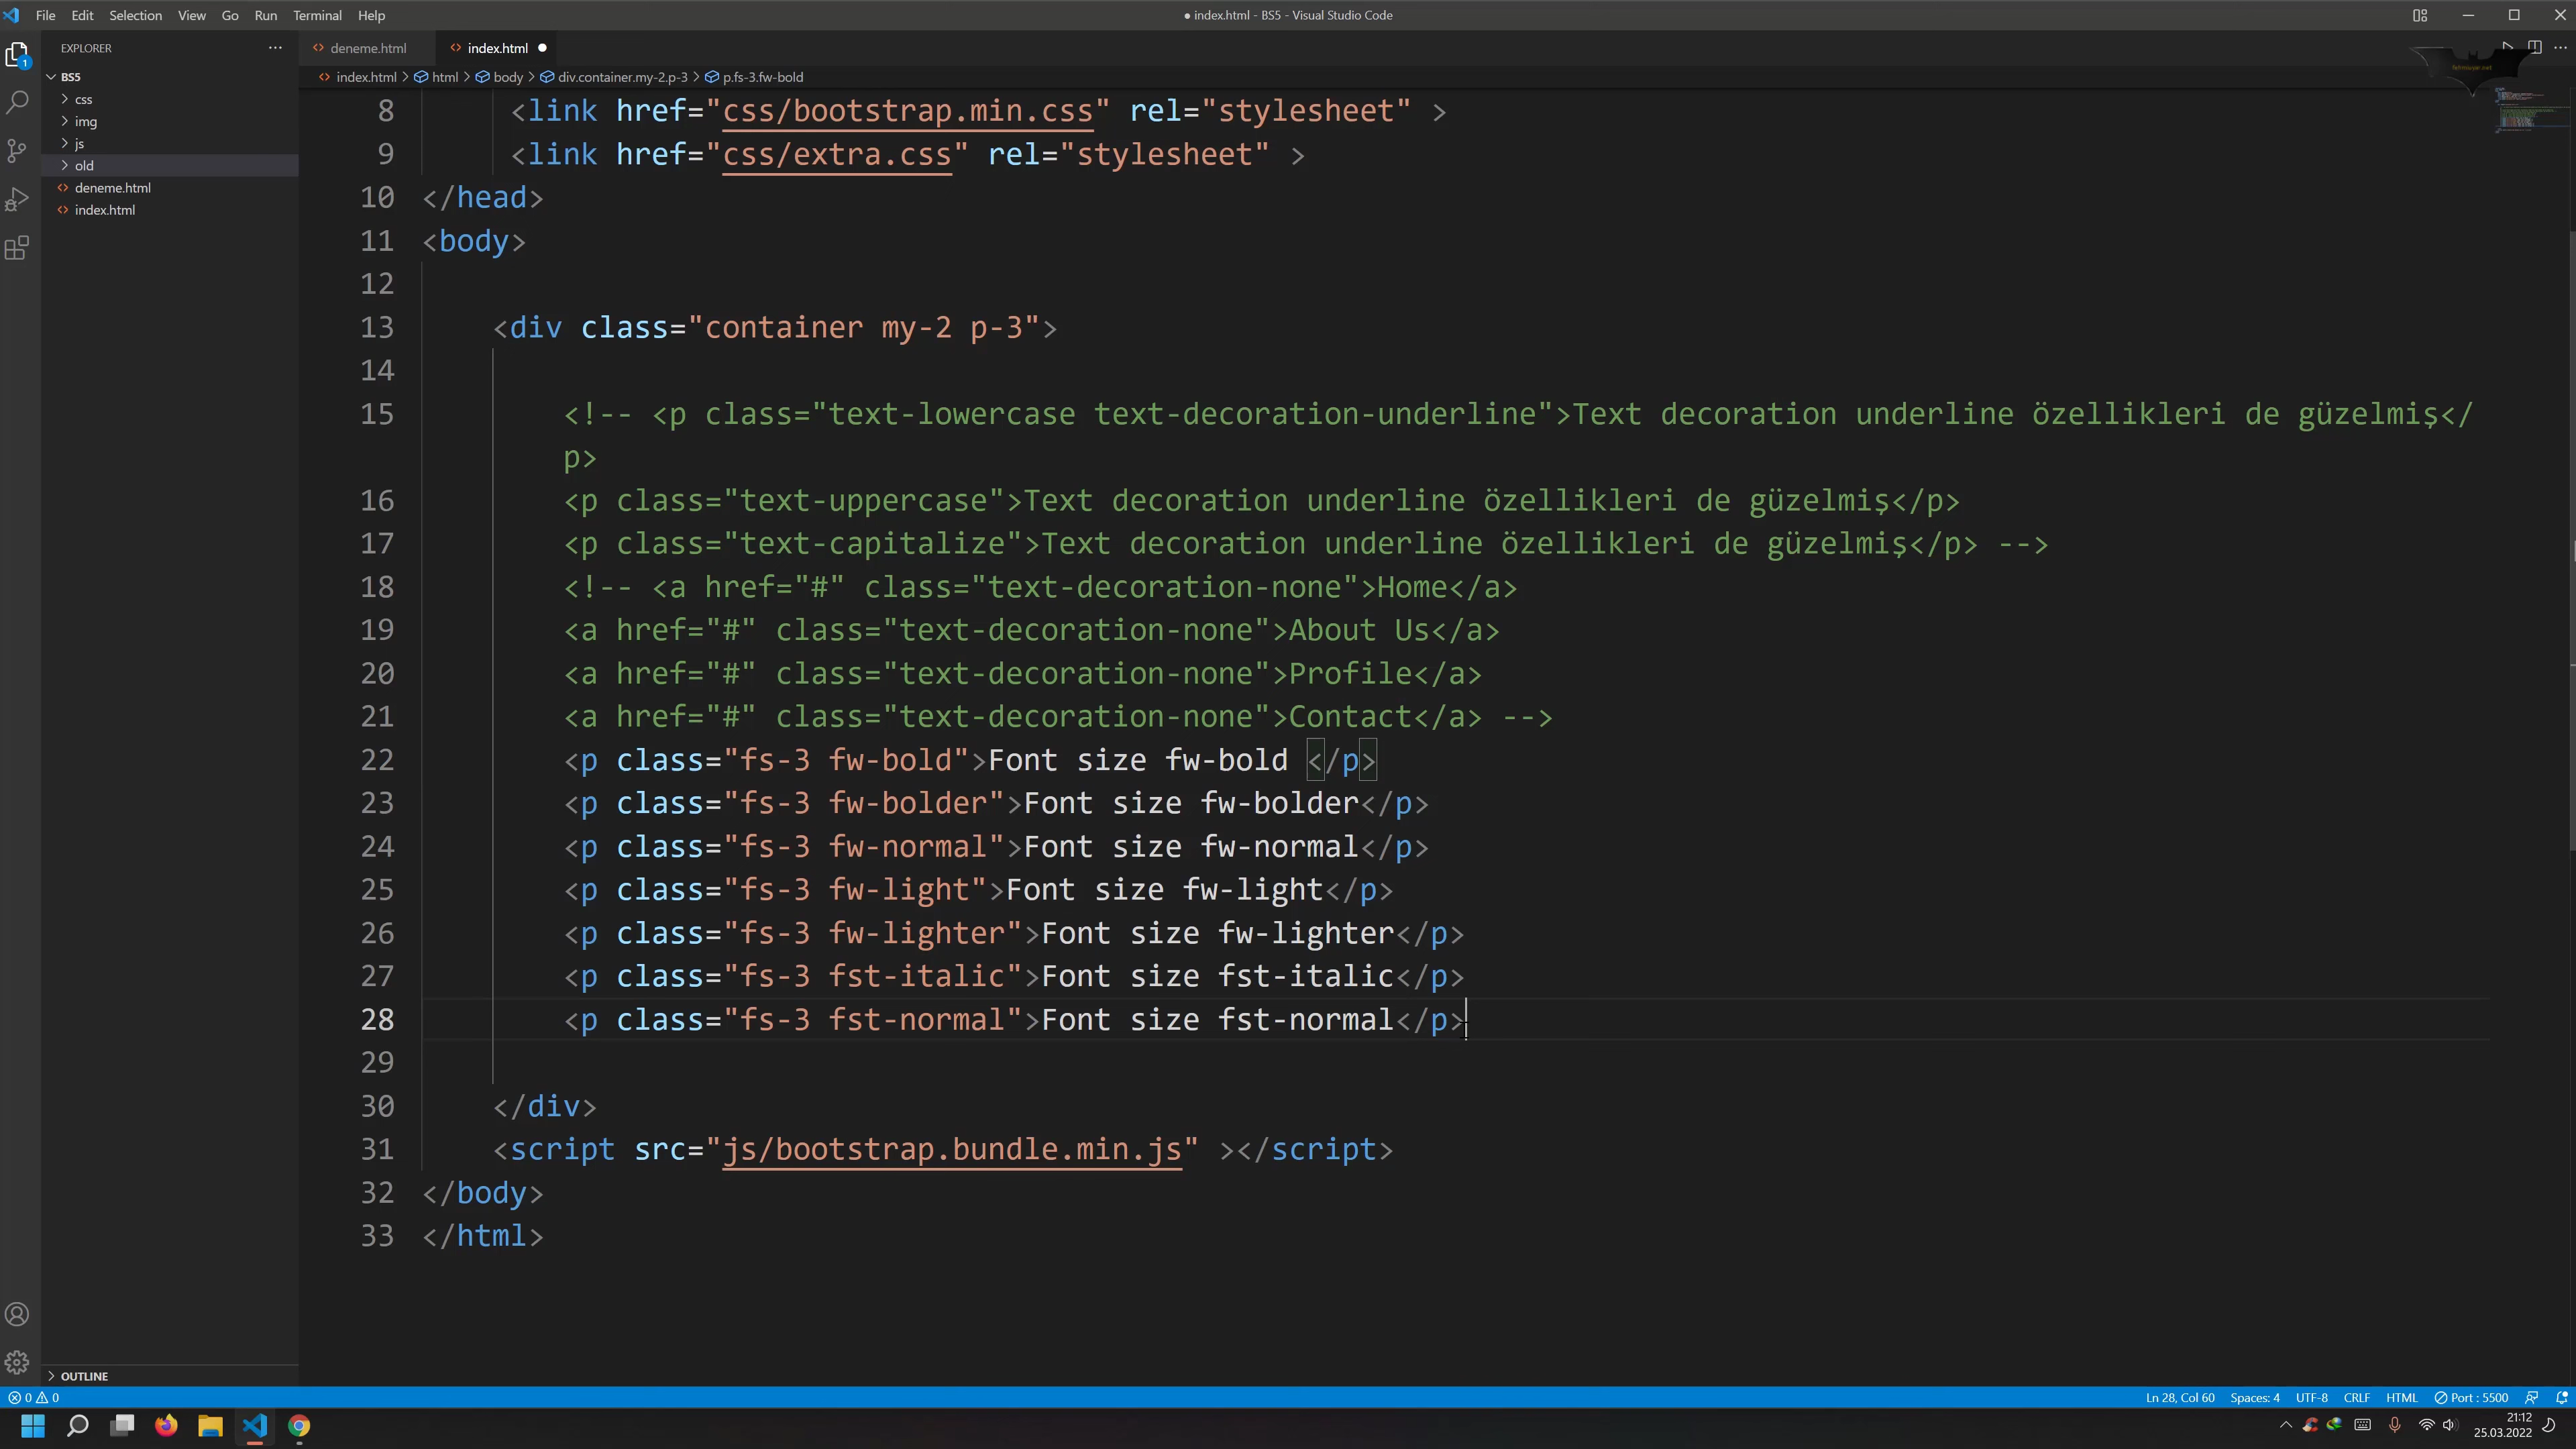 File Edit Selection View Go Run Terminal Help
● index.html - BS5 - Visual Studio Code
EXPLORER
BS5
css
img
js
old
deneme.html
index.html
OUTLINE
deneme.html
index.html
index.html > html > body > div.container.my-2.p-3 > p.fs-3.fw-bold
8 <link href="css/bootstrap.min.css" rel="stylesheet" >
9 <link href="css/extra.css" rel="stylesheet" >
10 </head>
11 <body>
12
13 <div class="container my-2 p-3">
14
15 <!-- <p class="text-lowercase text-decoration-underline">Text decoration underline özellikleri de güzelmiş</
p>
16 <p class="text-uppercase">Text decoration underline özellikleri de güzelmiş</p>
17 <p class="text-capitalize">Text decoration underline özellikleri de güzelmiş</p> -->
18 <!-- <a href="#" class="text-decoration-none">Home</a>
19 <a href="#" class="text-decoration-none">About Us</a>
20 <a href="#" class="text-decoration-none">Profile</a>
21 <a href="#" class="text-decoration-none">Contact</a> -->
22 <p class="fs-3 fw-bold">Font size fw-bold </p>
23 <p class="fs-3 fw-bolder">Font size fw-bolder</p>
24 <p class="fs-3 fw-normal">Font size fw-normal</p>
25 <p class="fs-3 fw-light">Font size fw-light</p>
26 <p class="fs-3 fw-lighter">Font size fw-lighter</p>
27 <p class="fs-3 fst-italic">Font size fst-italic</p>
28 <p class="fs-3 fst-normal">Font size fst-normal</p>
29
30 </div>
31 <script src="js/bootstrap.bundle.min.js" ></script>
32 </body>
33 </html>
0 0
Ln 28, Col 60 Spaces: 4 UTF-8 CRLF HTML Port : 5500
21:12
25.03.2022